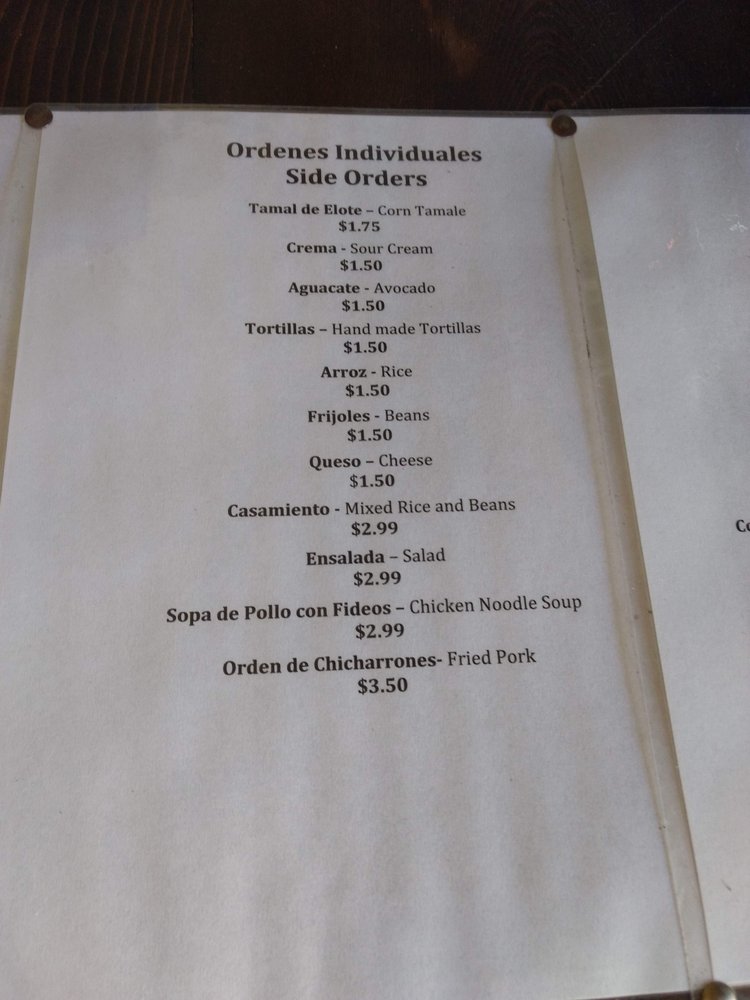 Ordenes Individuales
Side Orders
Tamal de Elote – Corn Tamale
$1.75
Crema - Sour Cream
$1.50
Aguacate - Avocado
$1.50
Tortillas – Hand made Tortillas
$1.50
Arroz - Rice
$1.50
Frijoles - Beans
$1.50
Queso – Cheese
$1.50
Casamiento - Mixed Rice and Beans
$2.99
Ensalada – Salad
$2.99
Sopa de Pollo con Fideos – Chicken Noodle Soup
$2.99
Orden de Chicharrones- Fried Pork
$3.50